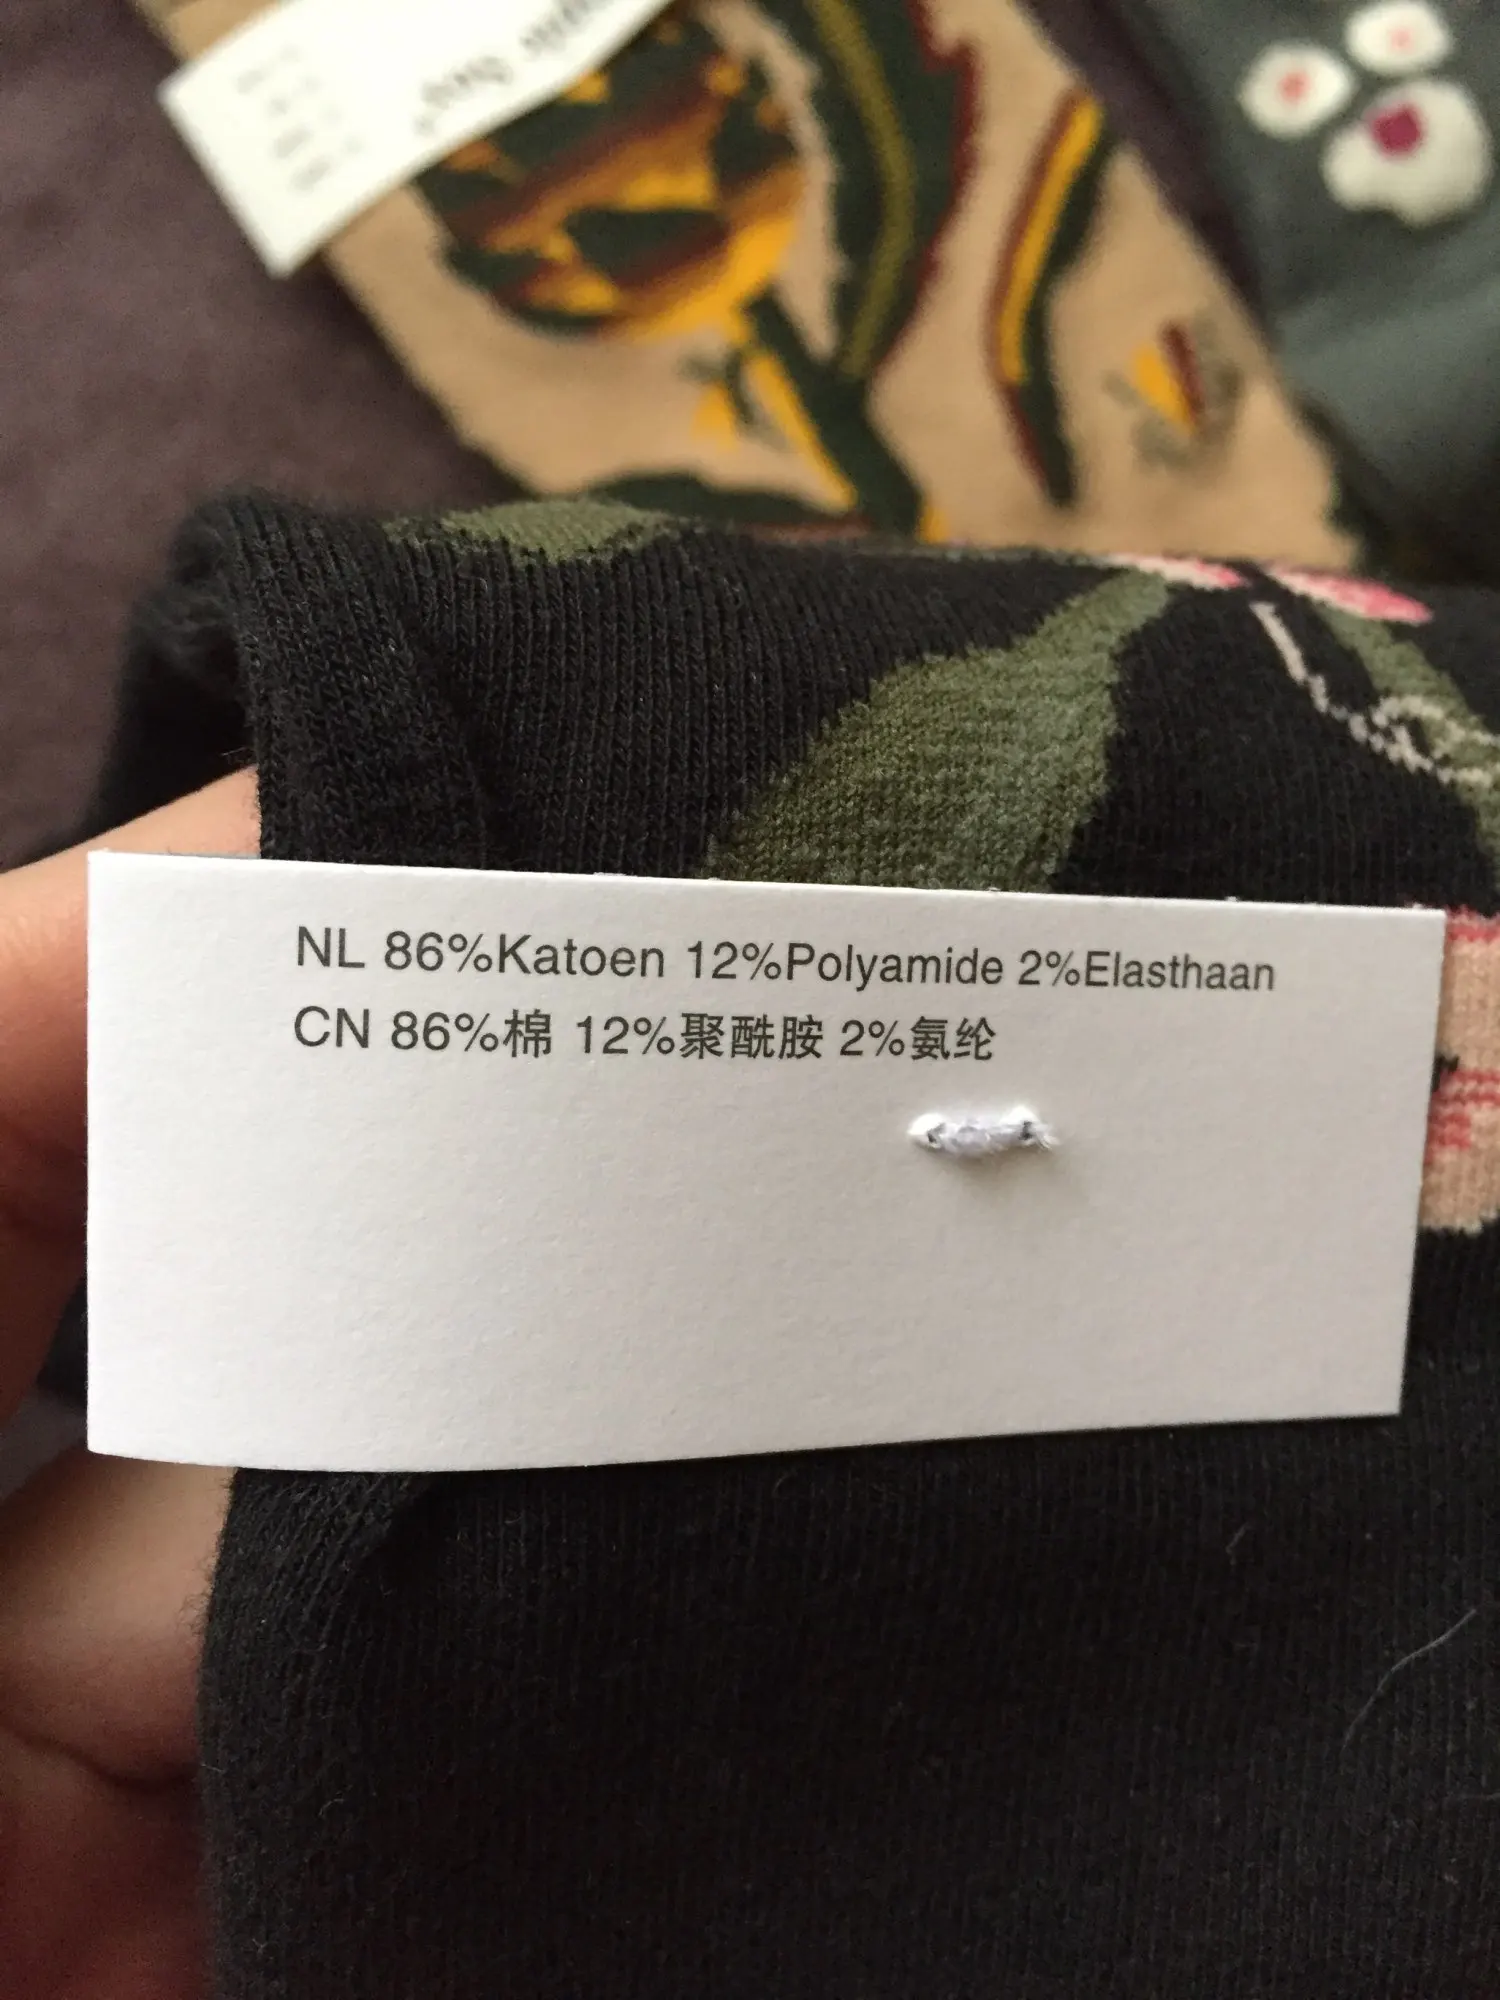 NL 86%Katoen 12%Polyamide 2%Elasthaan
CN 86%棉 12%聚酰胺 2%氨纶